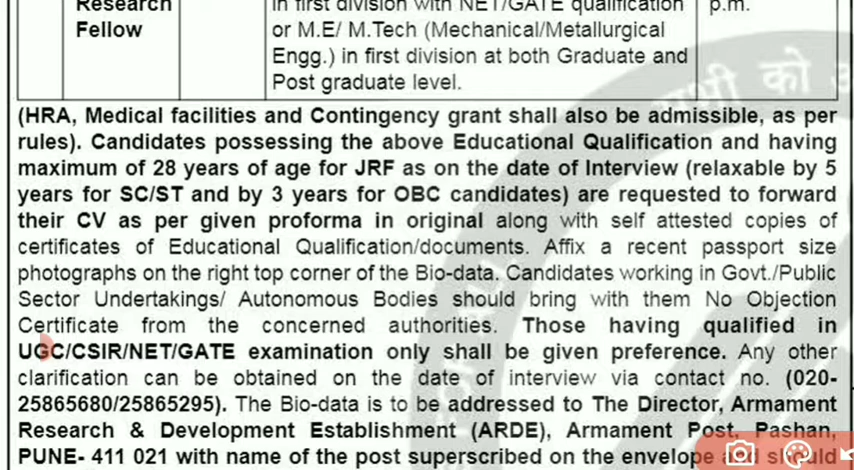 Research in first division with NET/GATE qualification p.m.
Fellow or M.E/ M.Tech (Mechanical/Metallurgical
Engg.) in first division at both Graduate and
Post graduate level.
(HRA, Medical facilities and Contingency grant shall also be admissible, as per
rules). Candidates possessing the above Educational Qualification and having
maximum of 28 years of age for JRF as on the date of Interview (relaxable by 5
years for SC/ST and by 3 years for OBC candidates) are requested to forward
their CV as per given proforma in original along with self attested copies of
certificates of Educational Qualification/documents. Affix a recent passport size
photographs on the right top corner of the Bio-data. Candidates working in Govt./Public
Sector Undertakings/ Autonomous Bodies should bring with them No Objection
Certificate from the concerned authorities. Those having qualified in
UGC/CSIR/NET/GATE examination only shall be given preference. Any other
clarification can be obtained on the date of interview via contact no. (020-
25865680/25865295). The Bio-data is to be addressed to The Director, Armament
Research & Development Establishment (ARDE), Armament Post, Pashan,
PUNE- 411 021 with name of the post superscribed on the envelope and should
सभी को